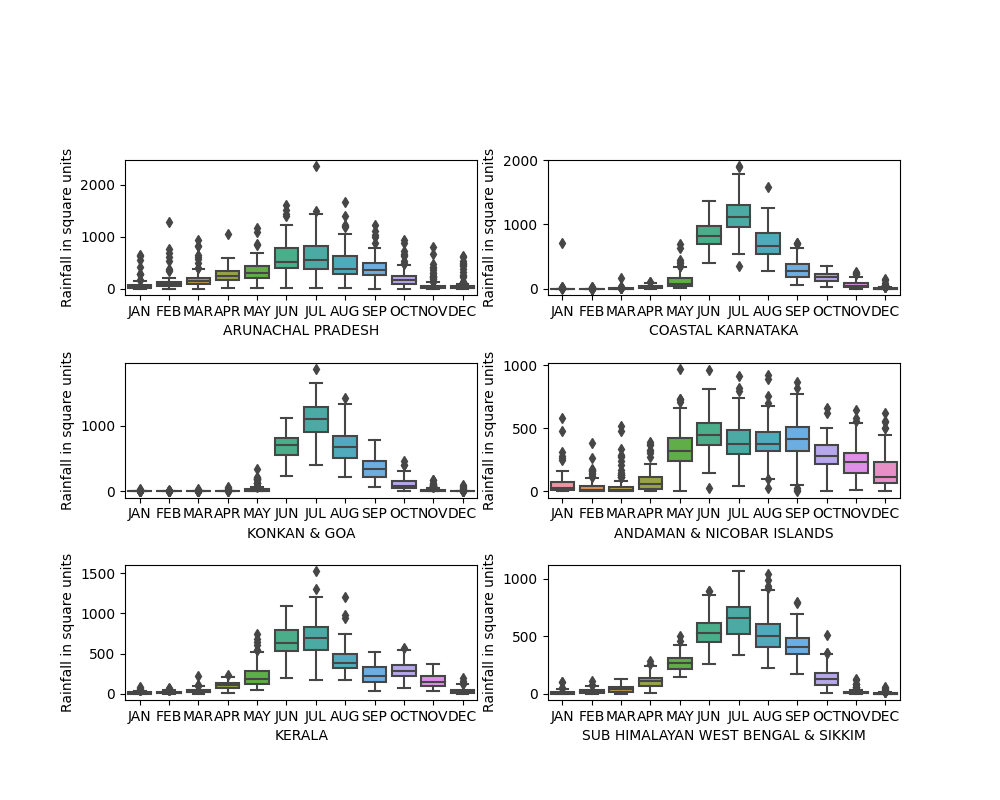 Rainfall in square units
2000
1000
0
JAN FEB MAR APR MAY JUN JUL AUG SEP OCT NOV DEC
ARUNACHAL PRADESH
Rainfall in square units
2000
1000
0
JAN FEB MAR APR MAY JUN JUL AUG SEP OCT NOV DEC
COASTAL KARNATAKA
Rainfall in square units
1000
0
JAN FEB MAR APR MAY JUN JUL AUG SEP OCT NOV DEC
KONKAN & GOA
Rainfall in square units
1000
500
0
JAN FEB MAR APR MAY JUN JUL AUG SEP OCT NOV DEC
ANDAMAN & NICOBAR ISLANDS
Rainfall in square units
1500
1000
500
0
JAN FEB MAR APR MAY JUN JUL AUG SEP OCT NOV DEC
KERALA
Rainfall in square units
1000
500
0
JAN FEB MAR APR MAY JUN JUL AUG SEP OCT NOV DEC
SUB HIMALAYAN WEST BENGAL & SIKKIM